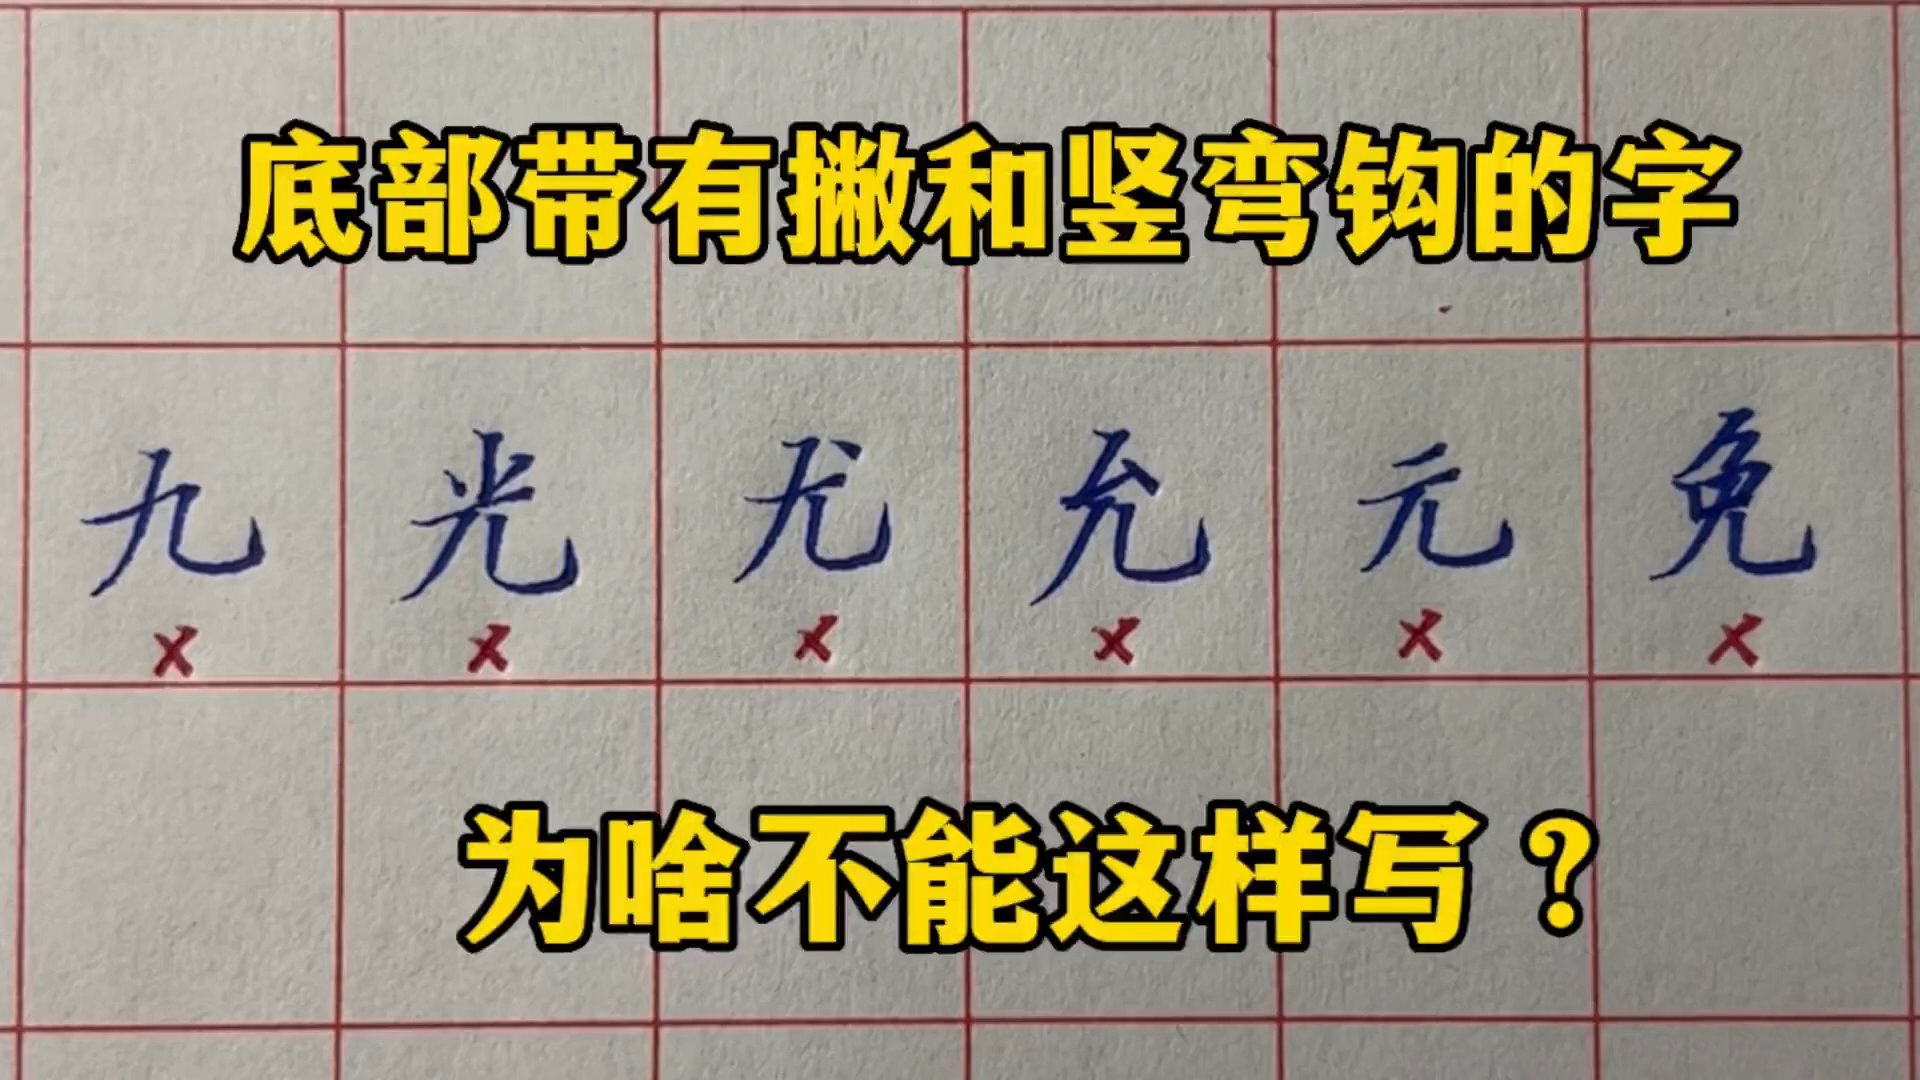 底部带有撇和竖弯钩的字
九 光 尤 允 元 免
× × × × × ×
为啥不能这样写？